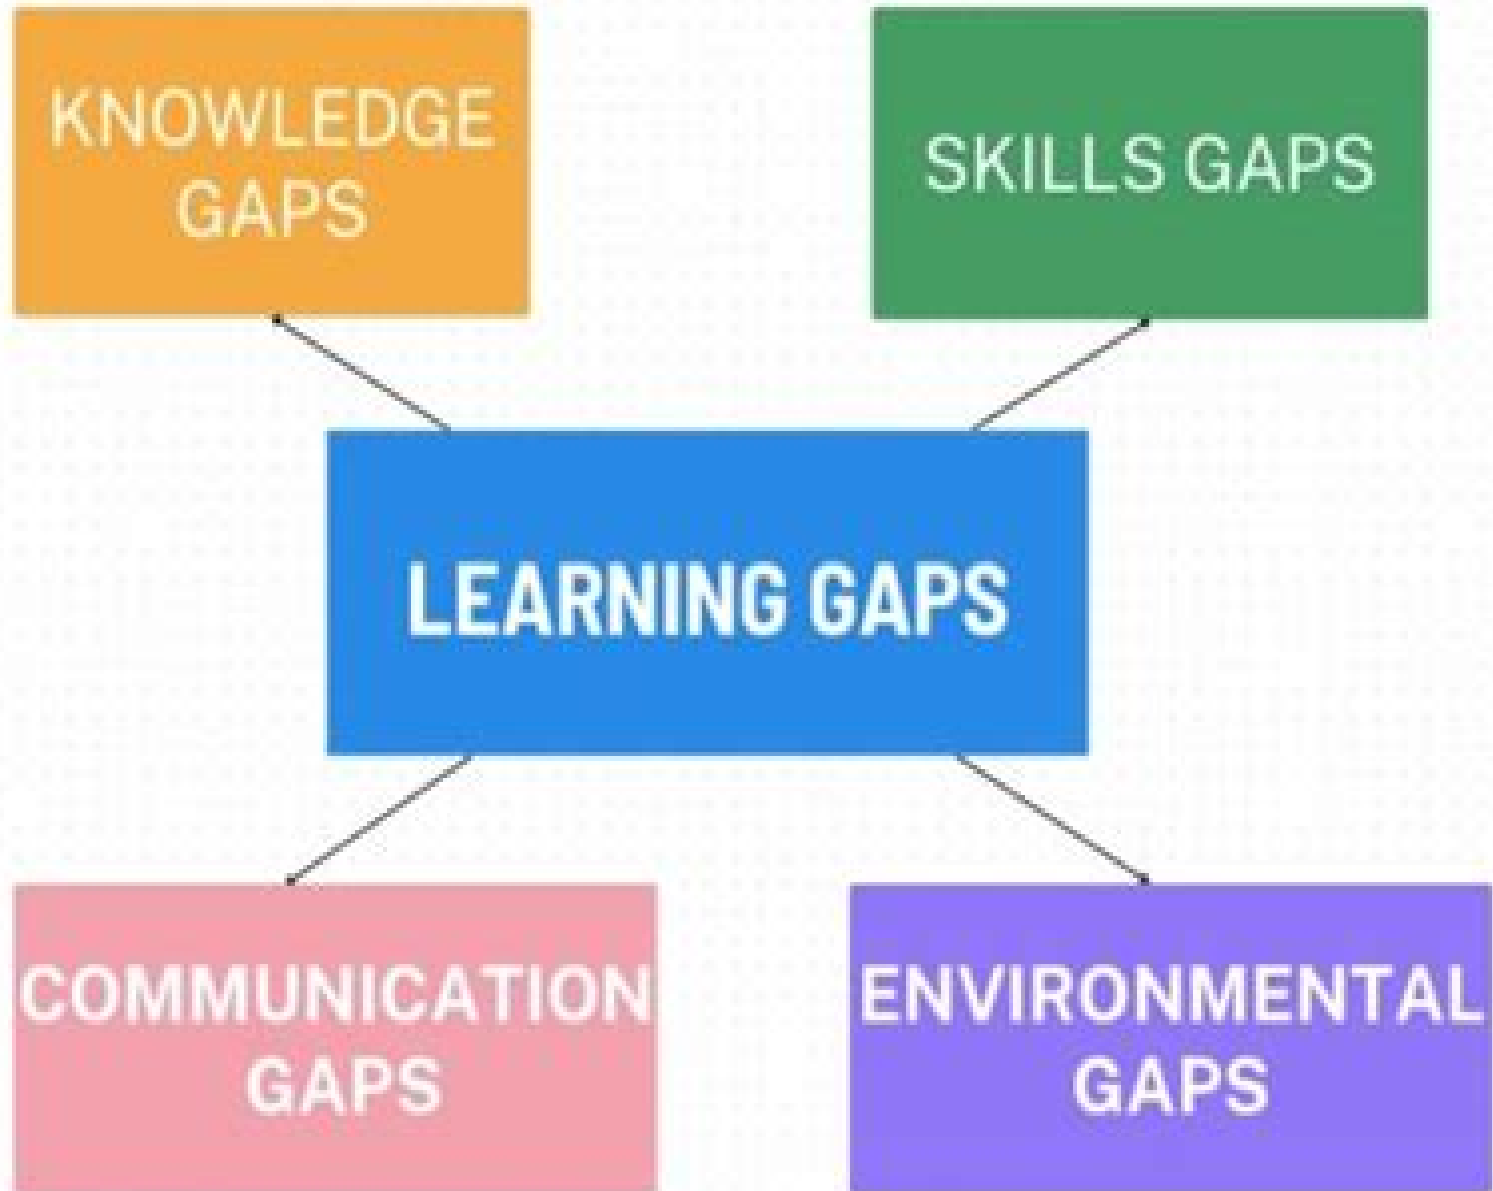 KNOWLEDGE
GAPS
SKILLS GAPS
LEARNING GAPS
COMMUNICATION
GAPS
ENVIRONMENTAL
GAPS